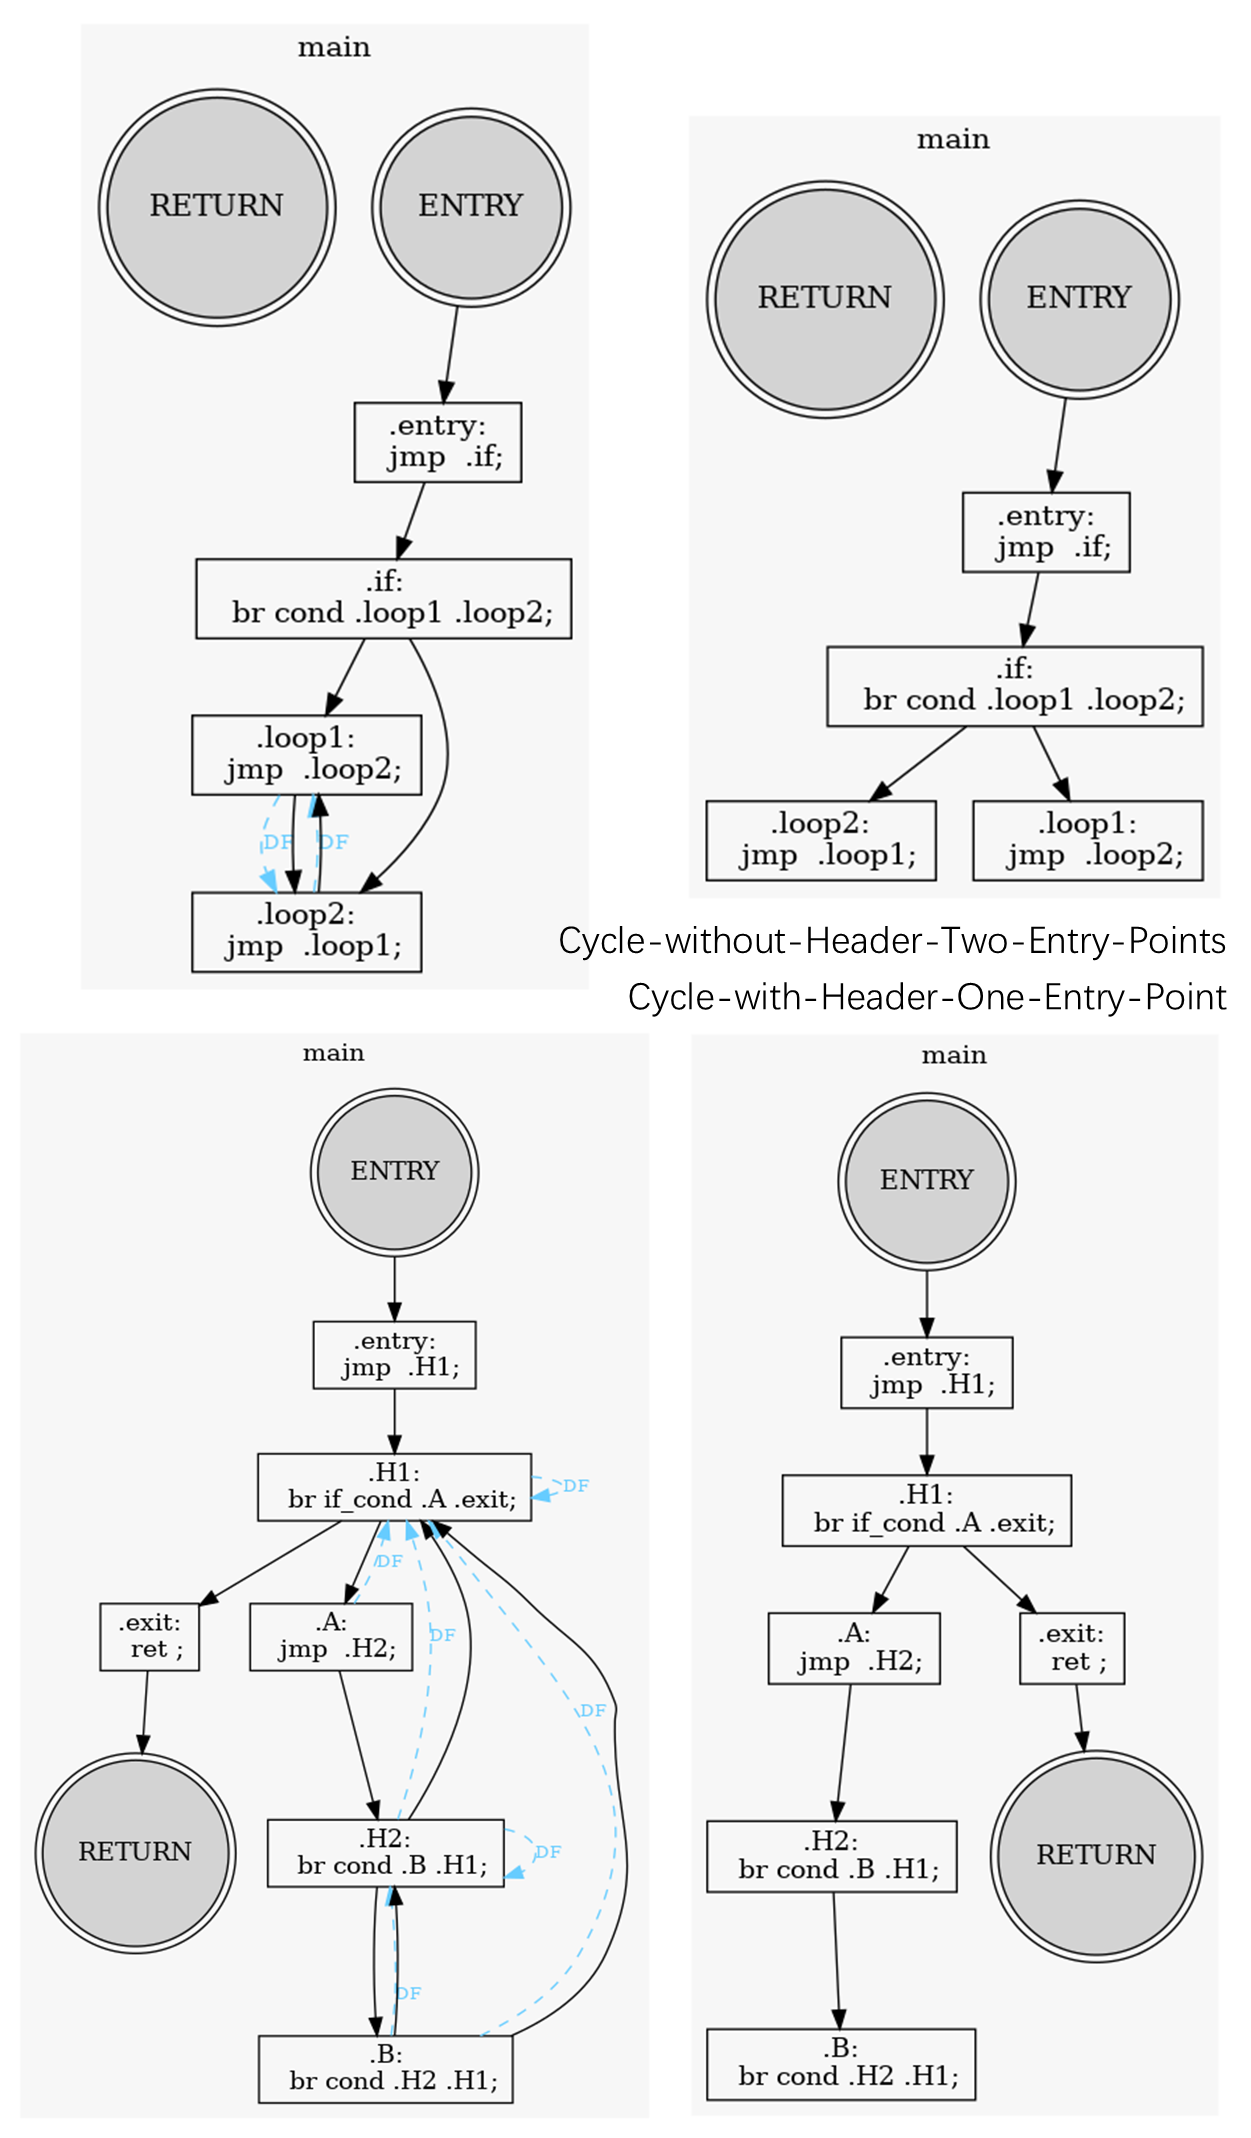 main
RETURN
ENTRY
.entry:
jmp .if;
.if:
br cond .loop1 .loop2;
.loop1:
jmp .loop2;
DF
DF
.loop2:
jmp .loop1;
main
RETURN
ENTRY
.entry:
jmp .if;
.if:
br cond .loop1 .loop2;
.loop2:
jmp .loop1;
.loop1:
jmp .loop2;
Cycle-without-Header-Two-Entry-Points
Cycle-with-Header-One-Entry-Point
main
ENTRY
.entry:
jmp .H1;
.H1:
br if_cond .A .exit;
DF
DF
.exit:
ret ;
.A:
jmp .H2;
DF
DF
RETURN
.H2:
br cond .B .H1;
DF
DF
.B:
br cond .H2 .H1;
main
ENTRY
.entry:
jmp .H1;
.H1:
br if_cond .A .exit;
.A:
jmp .H2;
.exit:
ret ;
.H2:
br cond .B .H1;
RETURN
.B:
br cond .H2 .H1;